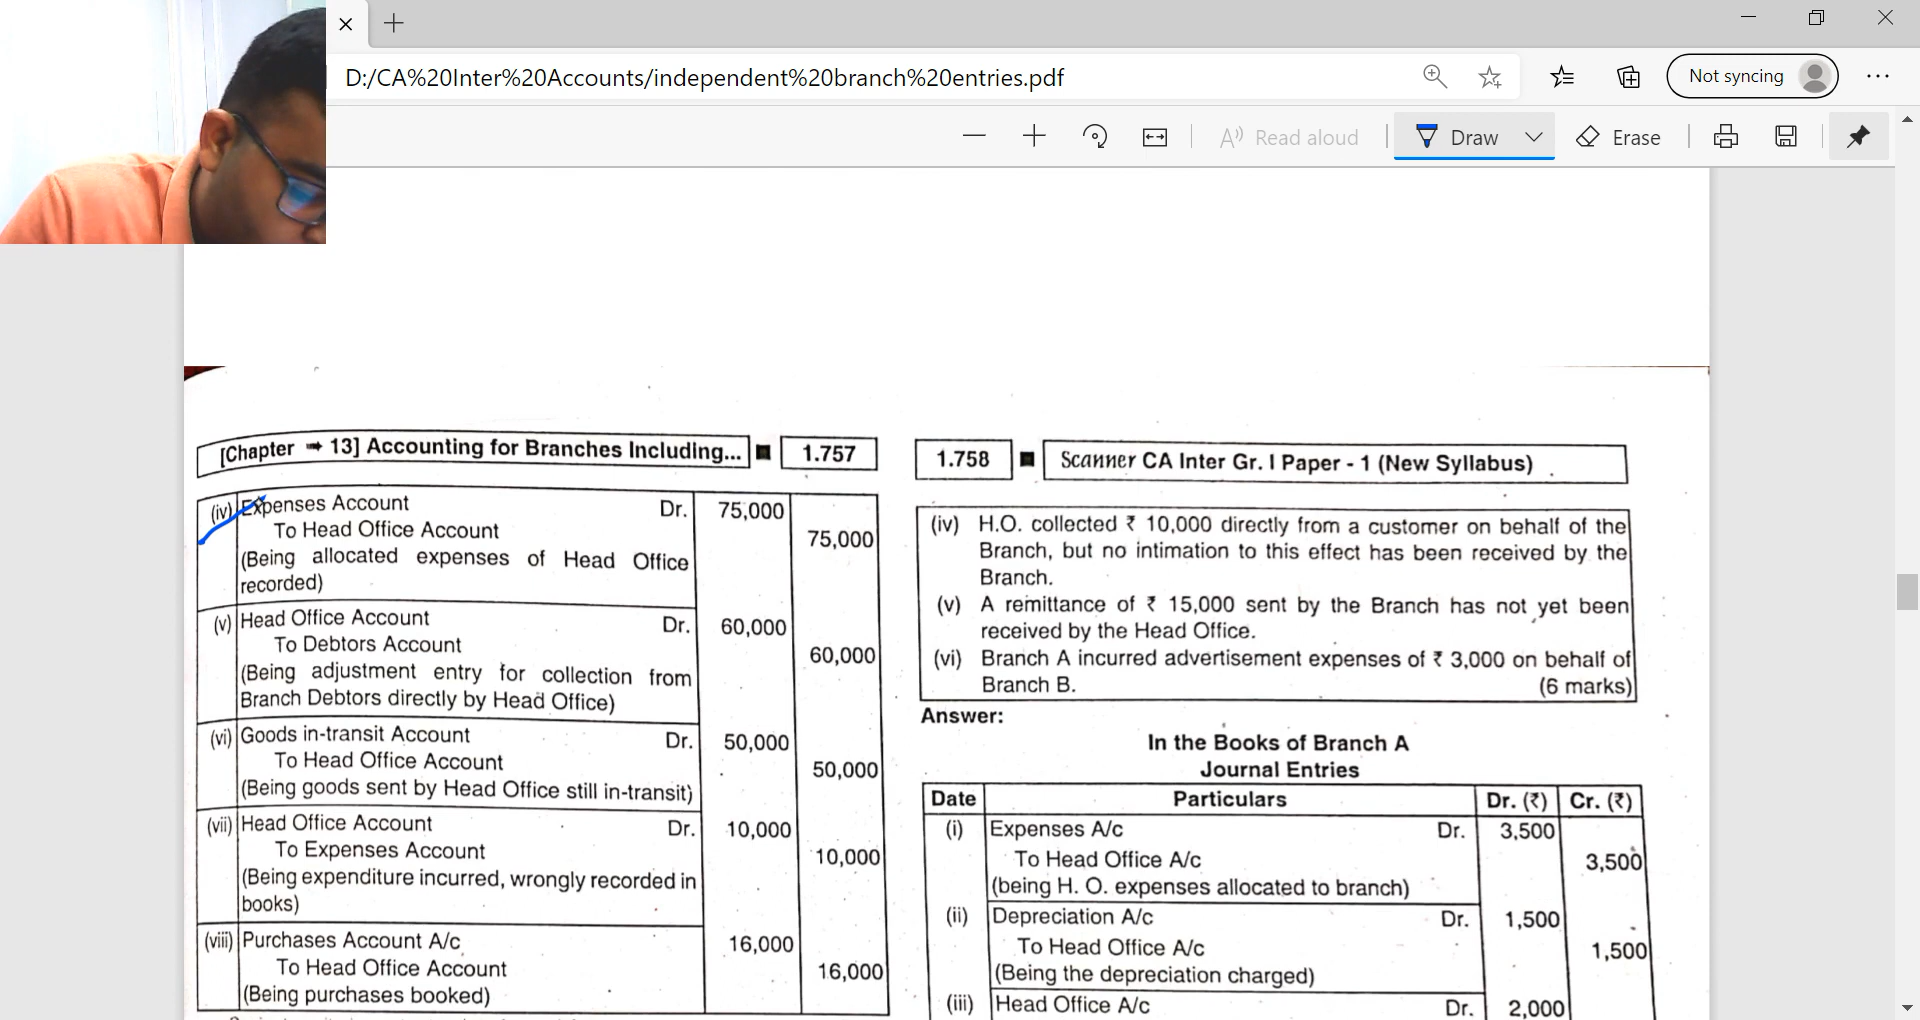 D:/CA%20Inter%20Accounts/independent%20branch%20entries.pdf
Not syncing
Read aloud
Draw
Erase
[Chapter ➡ 13] Accounting for Branches Including... ■ 1.757
(iv) Expenses Account Dr. 75,000
To Head Office Account 75,000
(Being allocated expenses of Head Office
recorded)
(v) Head Office Account Dr. 60,000
To Debtors Account 60,000
(Being adjustment entry for collection from
Branch Debtors directly by Head Office)
(vi) Goods in-transit Account Dr. 50,000
To Head Office Account 50,000
(Being goods sent by Head Office still in-transit)
(vii) Head Office Account Dr. 10,000
To Expenses Account 10,000
(Being expenditure incurred, wrongly recorded in
books)
(viii) Purchases Account A/c 16,000
To Head Office Account 16,000
(Being purchases booked)
1.758 ■ Scanner CA Inter Gr. I Paper - 1 (New Syllabus)
(iv) H.O. collected ₹ 10,000 directly from a customer on behalf of the
Branch, but no intimation to this effect has been received by the
Branch.
(v) A remittance of ₹ 15,000 sent by the Branch has not yet been
received by the Head Office.
(vi) Branch A incurred advertisement expenses of ₹ 3,000 on behalf of
Branch B. (6 marks)
Answer:
In the Books of Branch A
Journal Entries
Date Particulars Dr. (₹) Cr. (₹)
(i) Expenses A/c Dr. 3,500
To Head Office A/c 3,500
(being H. O. expenses allocated to branch)
(ii) Depreciation A/c Dr. 1,500
To Head Office A/c 1,500
(Being the depreciation charged)
(iii) Head Office A/c Dr. 2,000